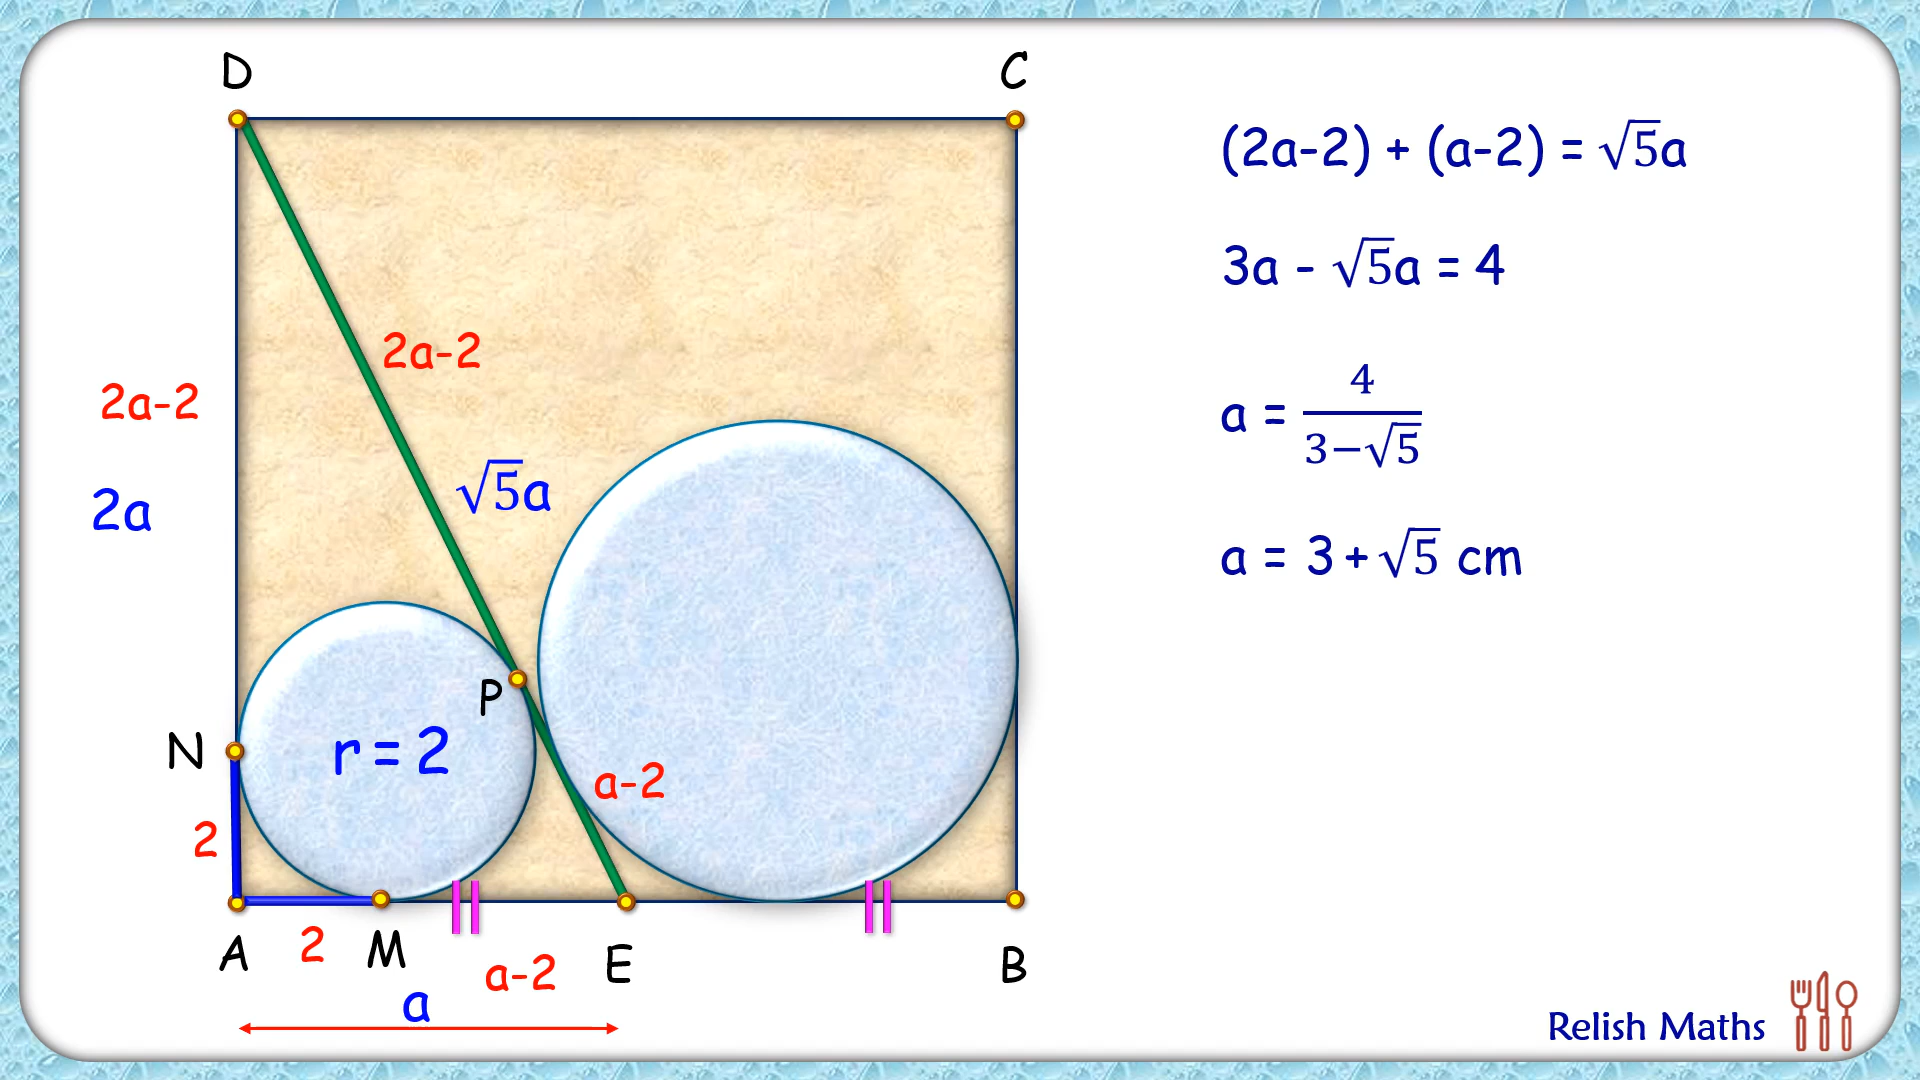 D
C
(2a-2) + (a-2) = √5a
3a - √5a = 4
2a-2
2a-2
a = 4/(3−√5)
√5a
2a
a = 3 + √5 cm
P
N
r = 2
a-2
2
A
2
M
a-2
E
B
a
Relish Maths